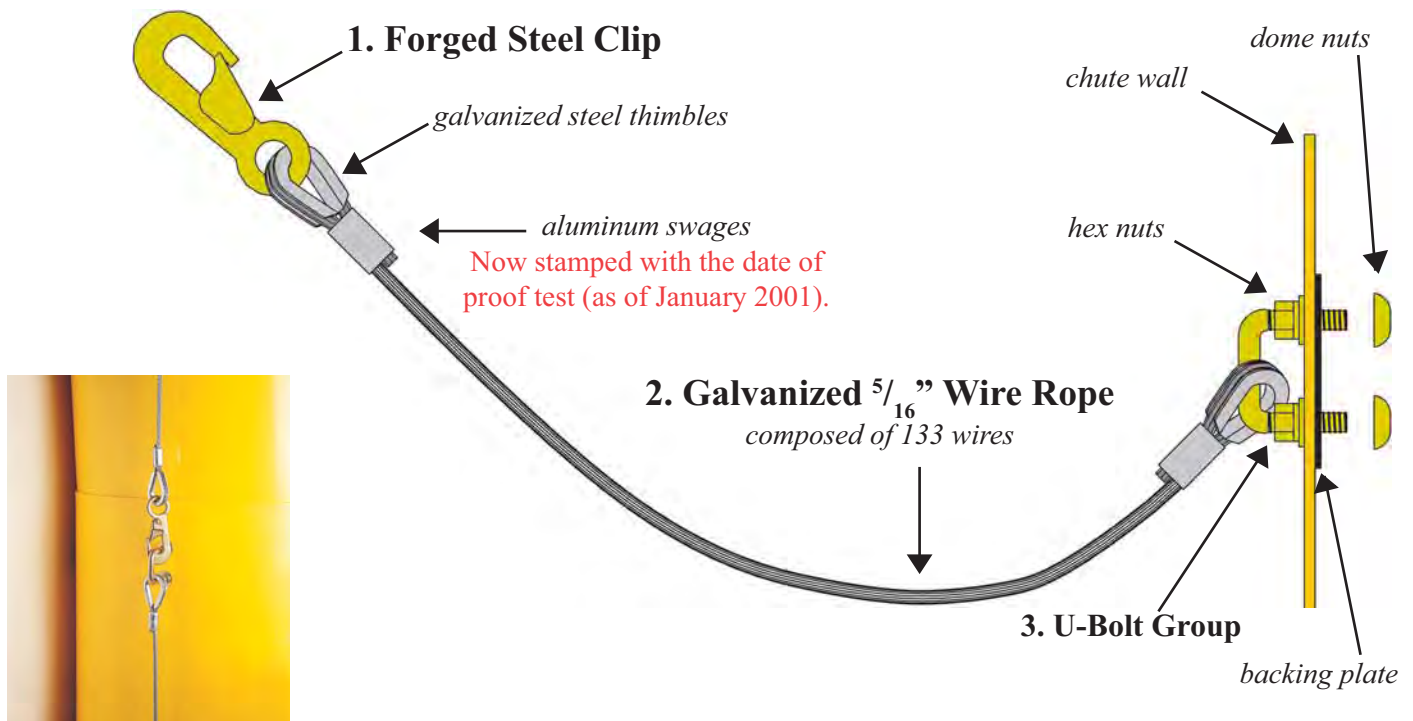 1. Forged Steel Clip
galvanized steel thimbles
aluminum swages
Now stamped with the date of
proof test (as of January 2001).
dome nuts
chute wall
hex nuts
2. Galvanized 5/16” Wire Rope
composed of 133 wires
3. U-Bolt Group
backing plate